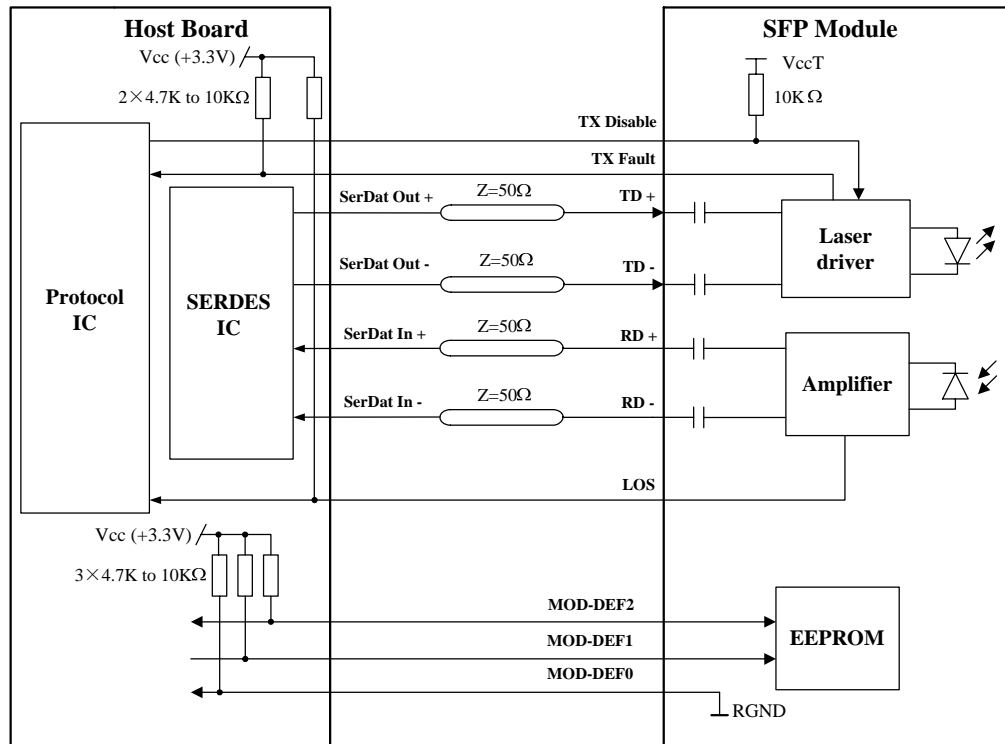 Host Board
SFP Module
Vcc (+3.3V)
VccT
2×4.7K to 10KΩ
10KΩ
TX Disable
TX Fault
SerDat Out +
Z=50Ω
TD +
Laser
driver
SerDat Out -
Z=50Ω
TD -
Protocol
IC
SERDES
IC
SerDat In +
Z=50Ω
RD +
Amplifier
SerDat In -
Z=50Ω
RD -
LOS
Vcc (+3.3V)
3×4.7K to 10KΩ
MOD-DEF2
EEPROM
MOD-DEF1
MOD-DEF0
RGND